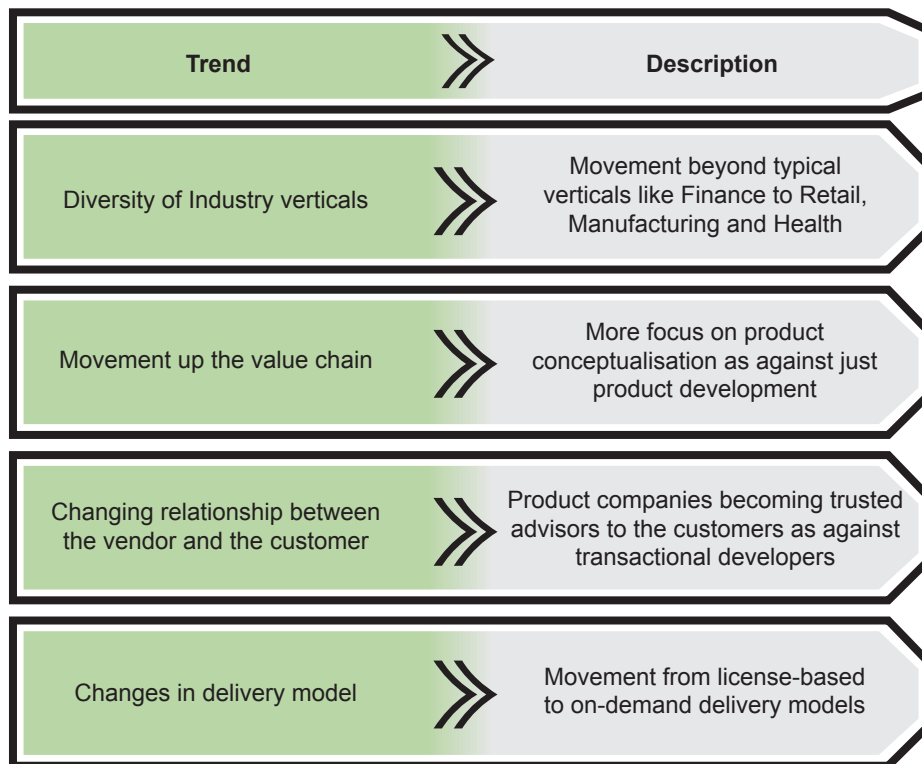 Trend
Description
Diversity of Industry verticals
Movement beyond typical
verticals like Finance to Retail,
Manufacturing and Health
Movement up the value chain
More focus on product
conceptualisation as against just
product development
Changing relationship between
the vendor and the customer
Product companies becoming trusted
advisors to the customers as against
transactional developers
Changes in delivery model
Movement from license-based
to on-demand delivery models